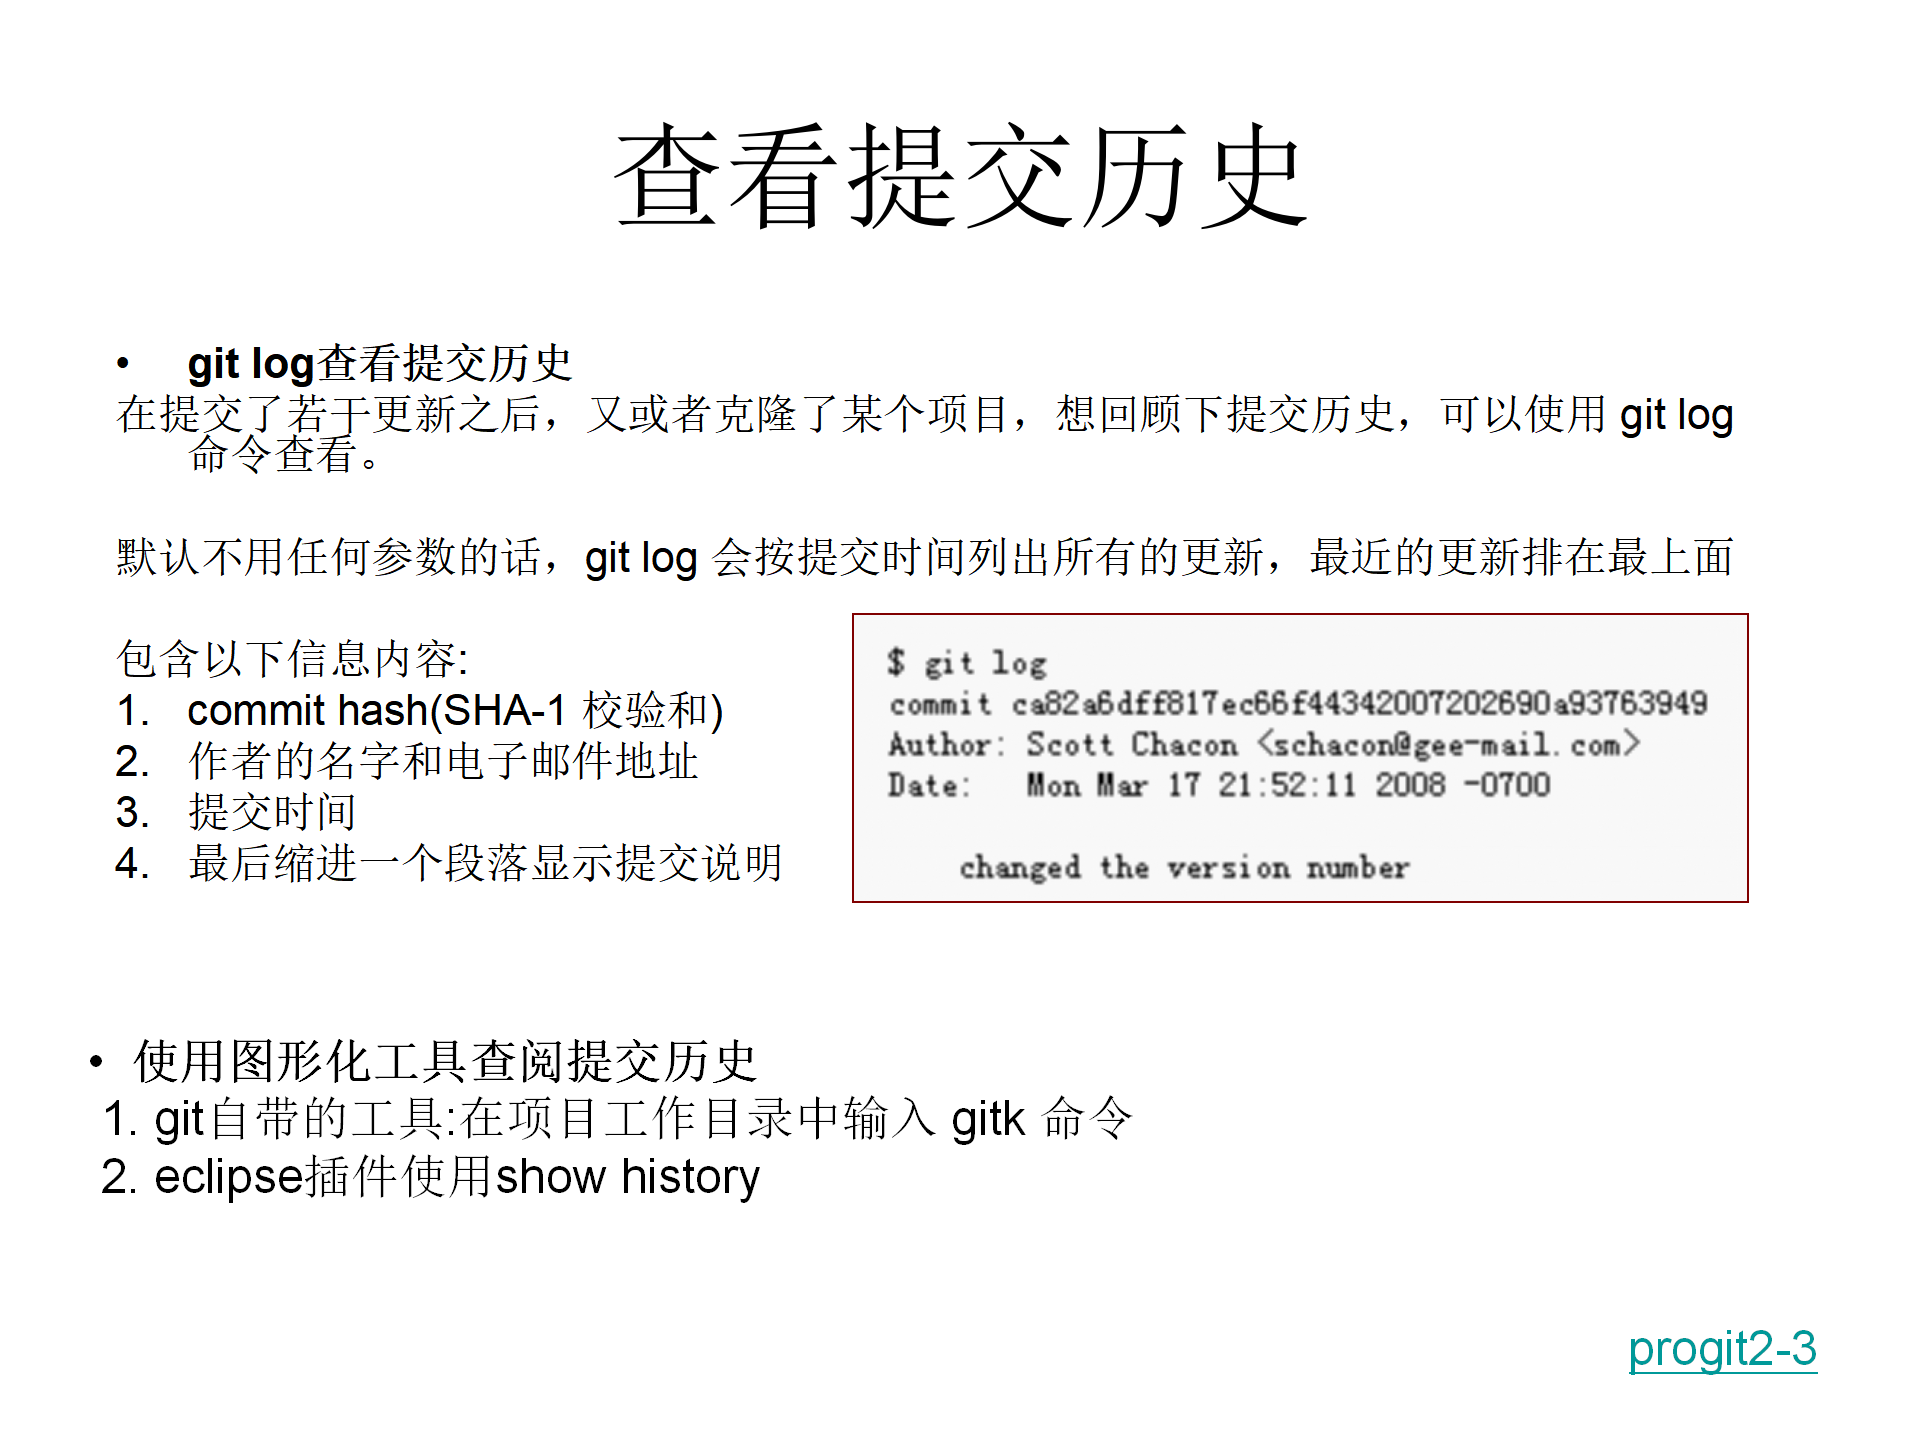 查看提交历史
• git log查看提交历史
在提交了若干更新之后，又或者克隆了某个项目，想回顾下提交历史，可以使用 git log
命令查看。
默认不用任何参数的话，git log 会按提交时间列出所有的更新，最近的更新排在最上面
包含以下信息内容:
1. commit hash(SHA-1 校验和)
2. 作者的名字和电子邮件地址
3. 提交时间
4. 最后缩进一个段落显示提交说明
$ git log
commit ca82a6dff817ec66f44342007202690a93763949
Author: Scott Chacon <schacon@gee-mail.com>
Date:   Mon Mar 17 21:52:11 2008 -0700
changed the version number
• 使用图形化工具查阅提交历史
1. git自带的工具:在项目工作目录中输入 gitk 命令
2. eclipse插件使用show history
progit2-3